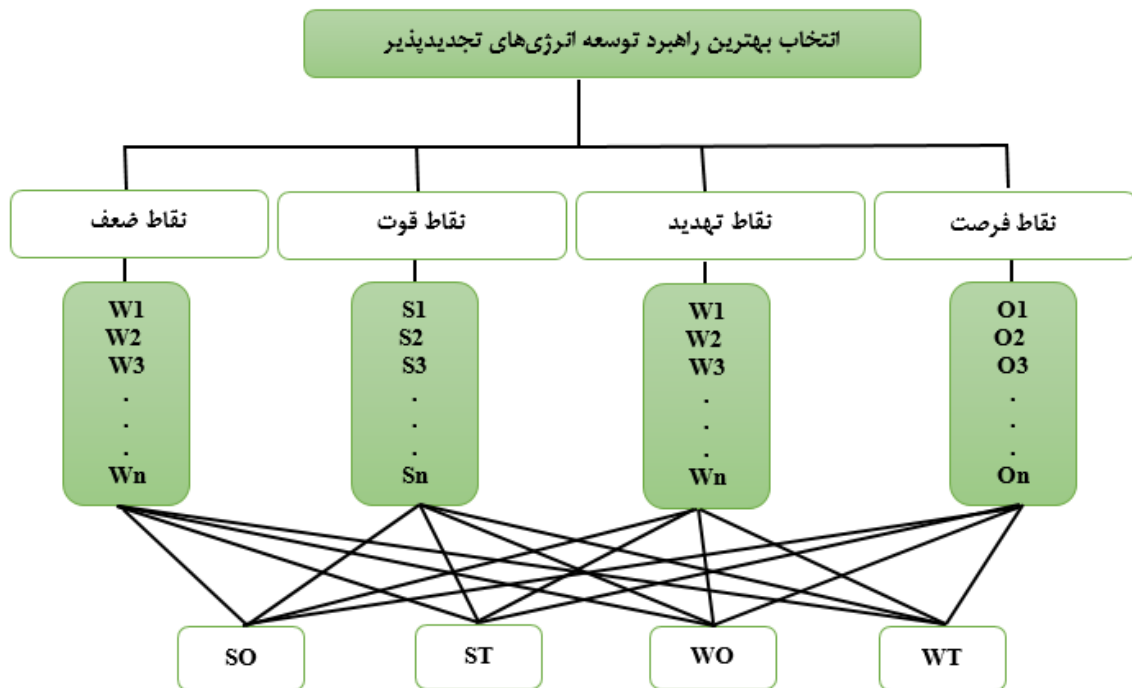 انتخاب بهترین راهبرد توسعه انرژی‌های تجدیدپذیر
نقاط فرصت
نقاط تهدید
نقاط قوت
نقاط ضعف
O1
O2
O3
.
.
.
On
W1
W2
W3
.
.
.
Wn
S1
S2
S3
.
.
.
Sn
W1
W2
W3
.
.
.
Wn
SO
ST
WO
WT